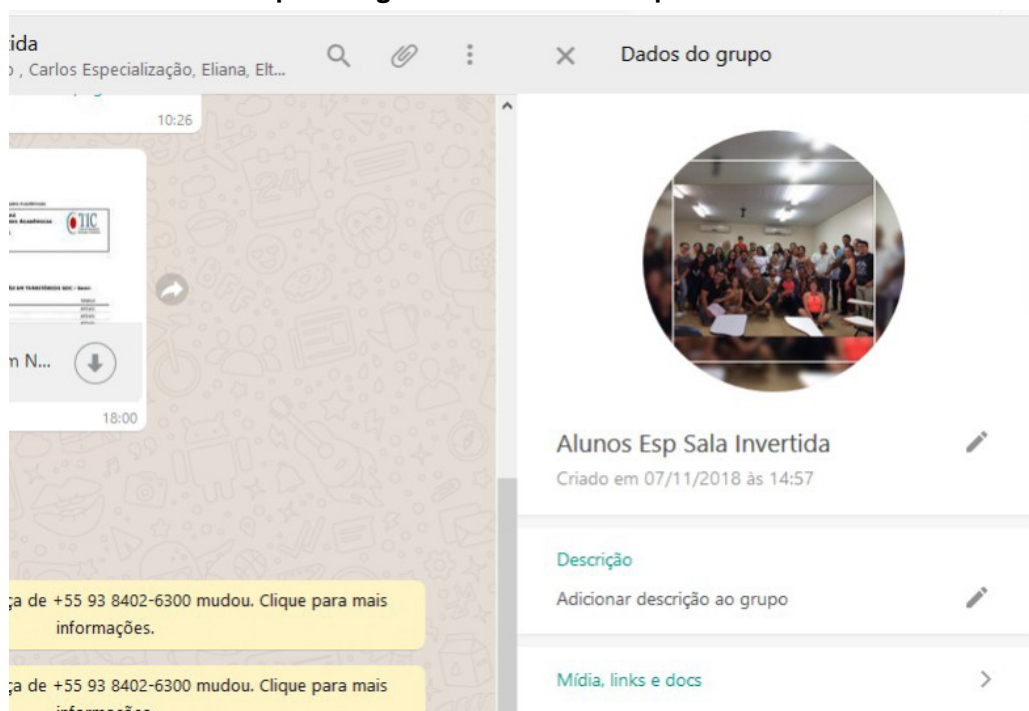 ida
, Carlos Especialização, Eliana, Elt...
10:26
TIC
m N...
18:00
ça de +55 93 8402-6300 mudou. Clique para mais
informações.
ça de +55 93 8402-6300 mudou. Clique para mais
Dados do grupo
Alunos Esp Sala Invertida
Criado em 07/11/2018 às 14:57
Descrição
Adicionar descrição ao grupo
Mídia, links e docs